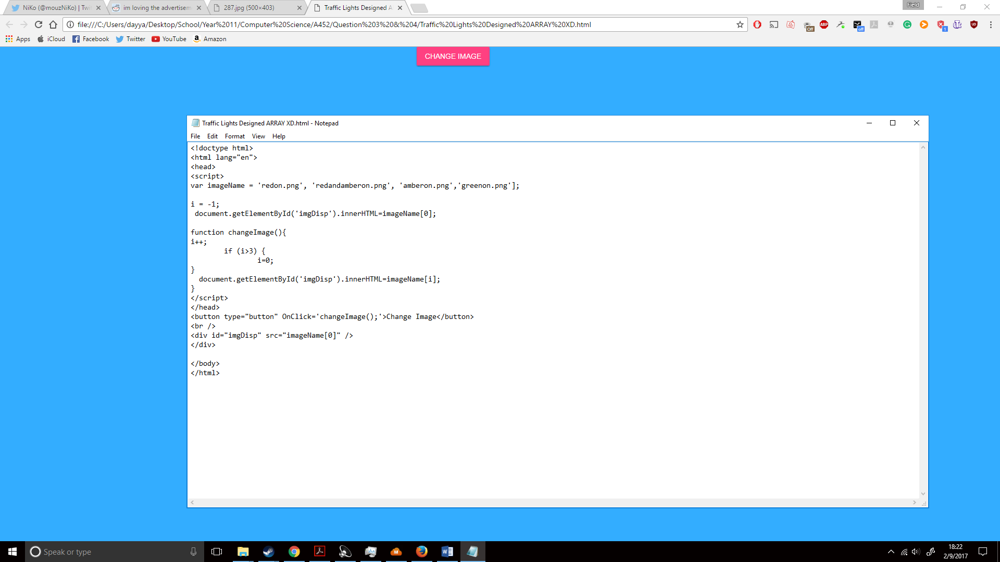 NiKo (@mouzNiKo) | Twi
im loving the advertisem
287.jpg (500×403)
Traffic Lights Designed A
Field
file:///C:/Users/dayya/Desktop/School/Year%2011/Computer%20Science/A452/Question%203%20&%204/Traffic%20Lights%20Designed%20ARRAY%20XD.html
Off
ABP
off
1
Apps
iCloud
Facebook
Twitter
YouTube
Amazon
CHANGE IMAGE
Traffic Lights Designed ARRAY XD.html - Notepad
File Edit Format View Help
<!doctype html>
<html lang="en">
<head>
<script>
var imageName = 'redon.png', 'redandamberon.png', 'amberon.png','greenon.png'];
i = -1;
document.getElementById('imgDisp').innerHTML=imageName[0];
function changeImage(){
i++;
if (i>3) {
i=0;
}
document.getElementById('imgDisp').innerHTML=imageName[i];
}
</script>
</head>
<button type="button" OnClick='changeImage();'>Change Image</button>
<br />
<div id="imgDisp" src="imageName[0]" />
</div>
</body>
</html>
Speak or type
18:22
2/9/2017